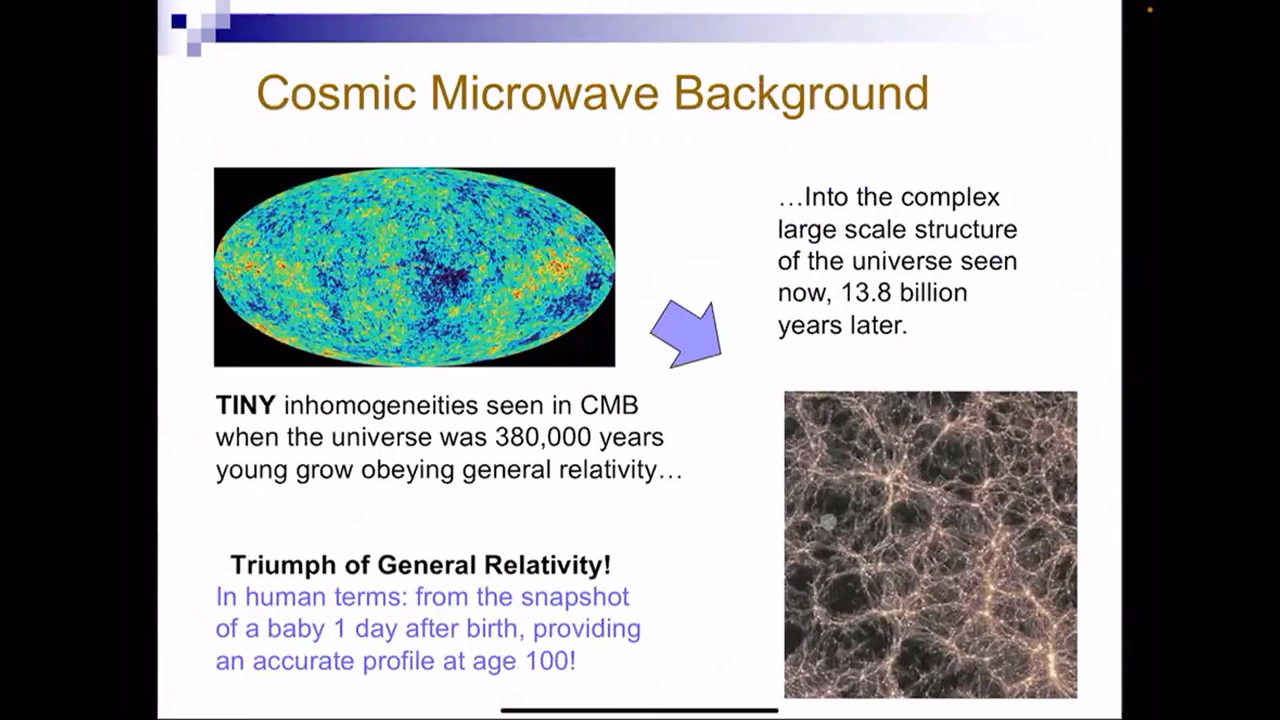 Cosmic Microwave Background
TINY inhomogeneities seen in CMB
when the universe was 380,000 years
young grow obeying general relativity…
…Into the complex
large scale structure
of the universe seen
now, 13.8 billion
years later.
Triumph of General Relativity!
In human terms: from the snapshot
of a baby 1 day after birth, providing
an accurate profile at age 100!